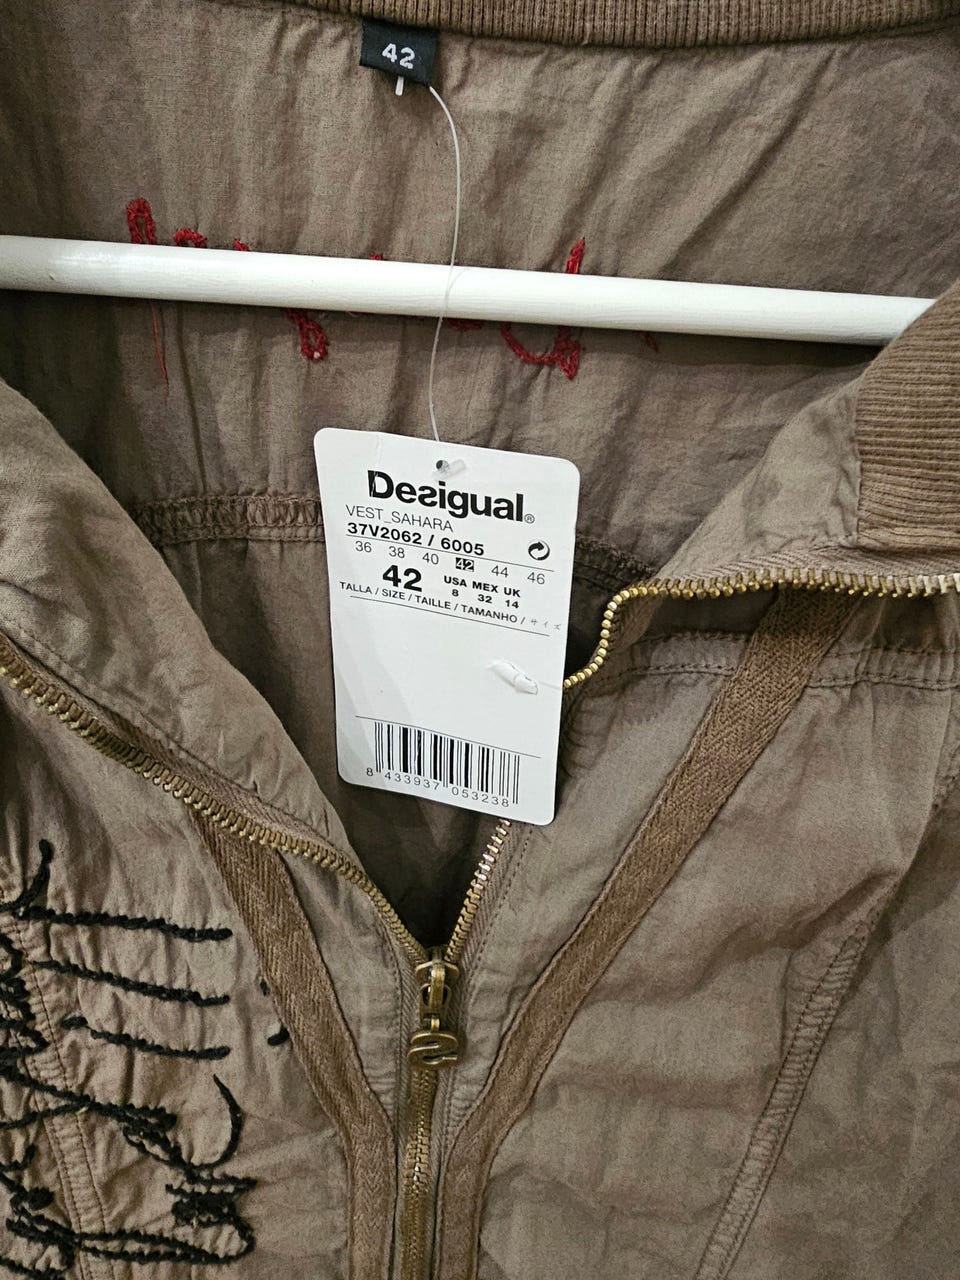 42
Desigual®
VEST_SAHARA
37V2062 / 6005
36 38 40 42 44 46
42 USA MEX UK
8 32 14
TALLA / SIZE / TAILLE / TAMANHO / サイズ
8 433937 053238